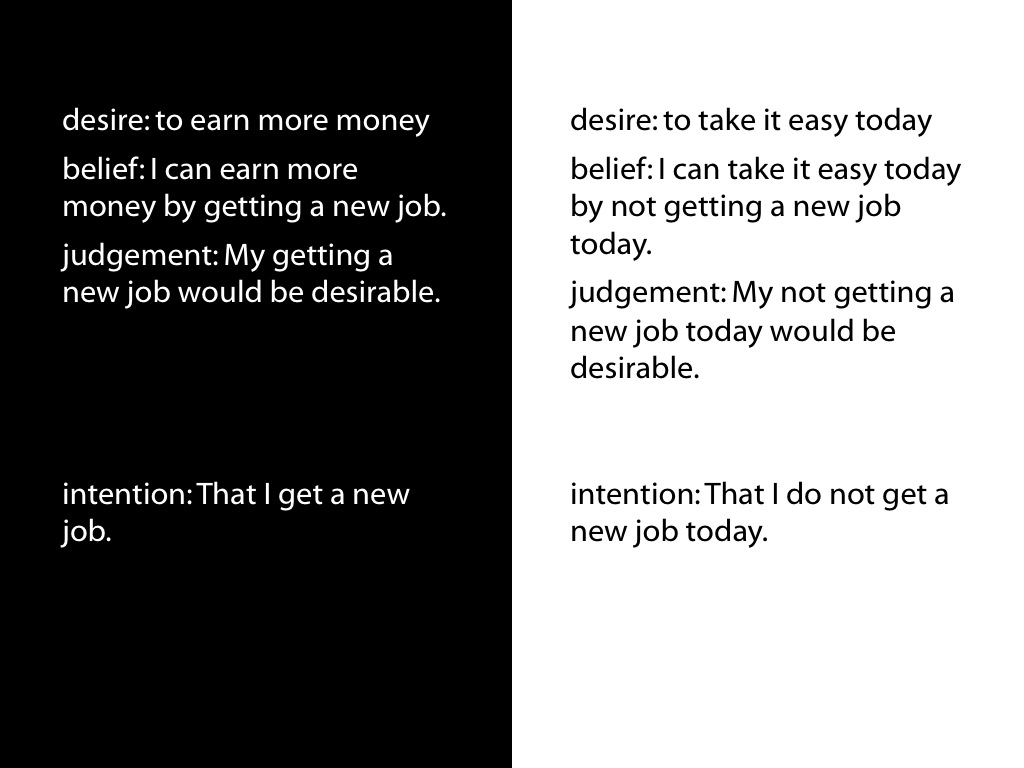 desire: to earn more money
belief: I can earn more
money by getting a new job.
judgement: My getting a
new job would be desirable.
intention: That I get a new
job.
desire: to take it easy today
belief: I can take it easy today
by not getting a new job
today.
judgement: My not getting a
new job today would be
desirable.
intention: That I do not get a
new job today.